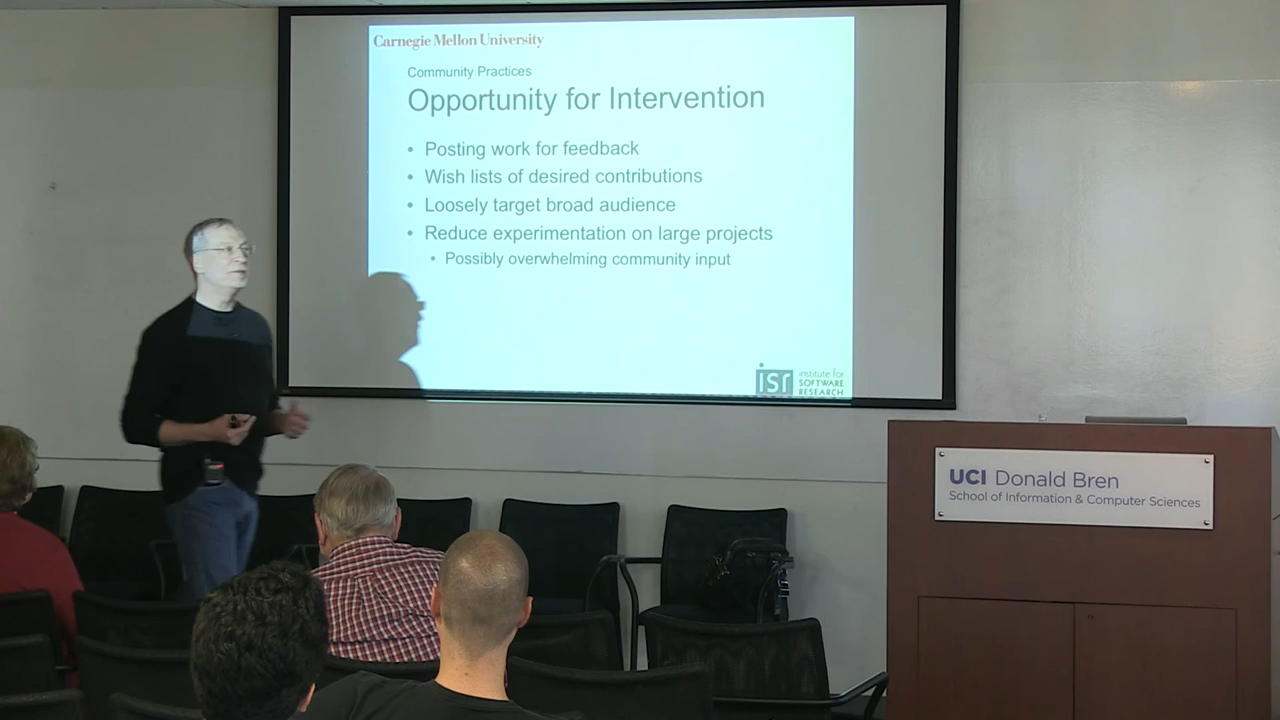 Carnegie Mellon University
Community Practices
Opportunity for Intervention
• Posting work for feedback
• Wish lists of desired contributions
• Loosely target broad audience
• Reduce experimentation on large projects
• Possibly overwhelming community input
isr institute for
SOFTWARE
RESEARCH
UCI Donald Bren
School of Information & Computer Sciences